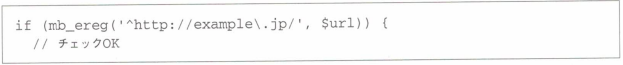 if (mb_ereg('^http://example\.jp/', $url)) {
  // チェックOK